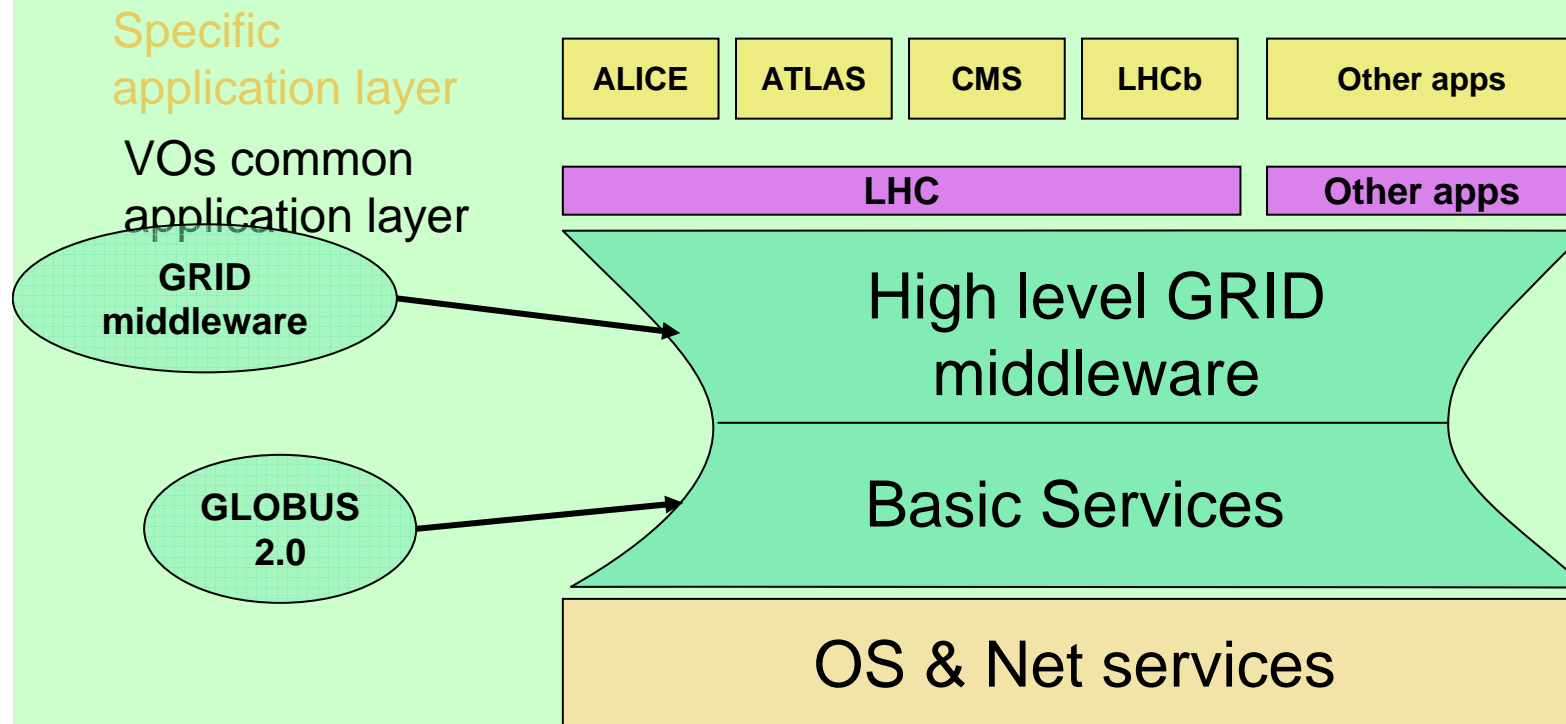 Specific
application layer
ALICE
ATLAS
CMS
LHCb
Other apps
VOs common
application layer
LHC
Other apps
GRID
middleware
High level GRID
middleware
GLOBUS
2.0
Basic Services
OS & Net services